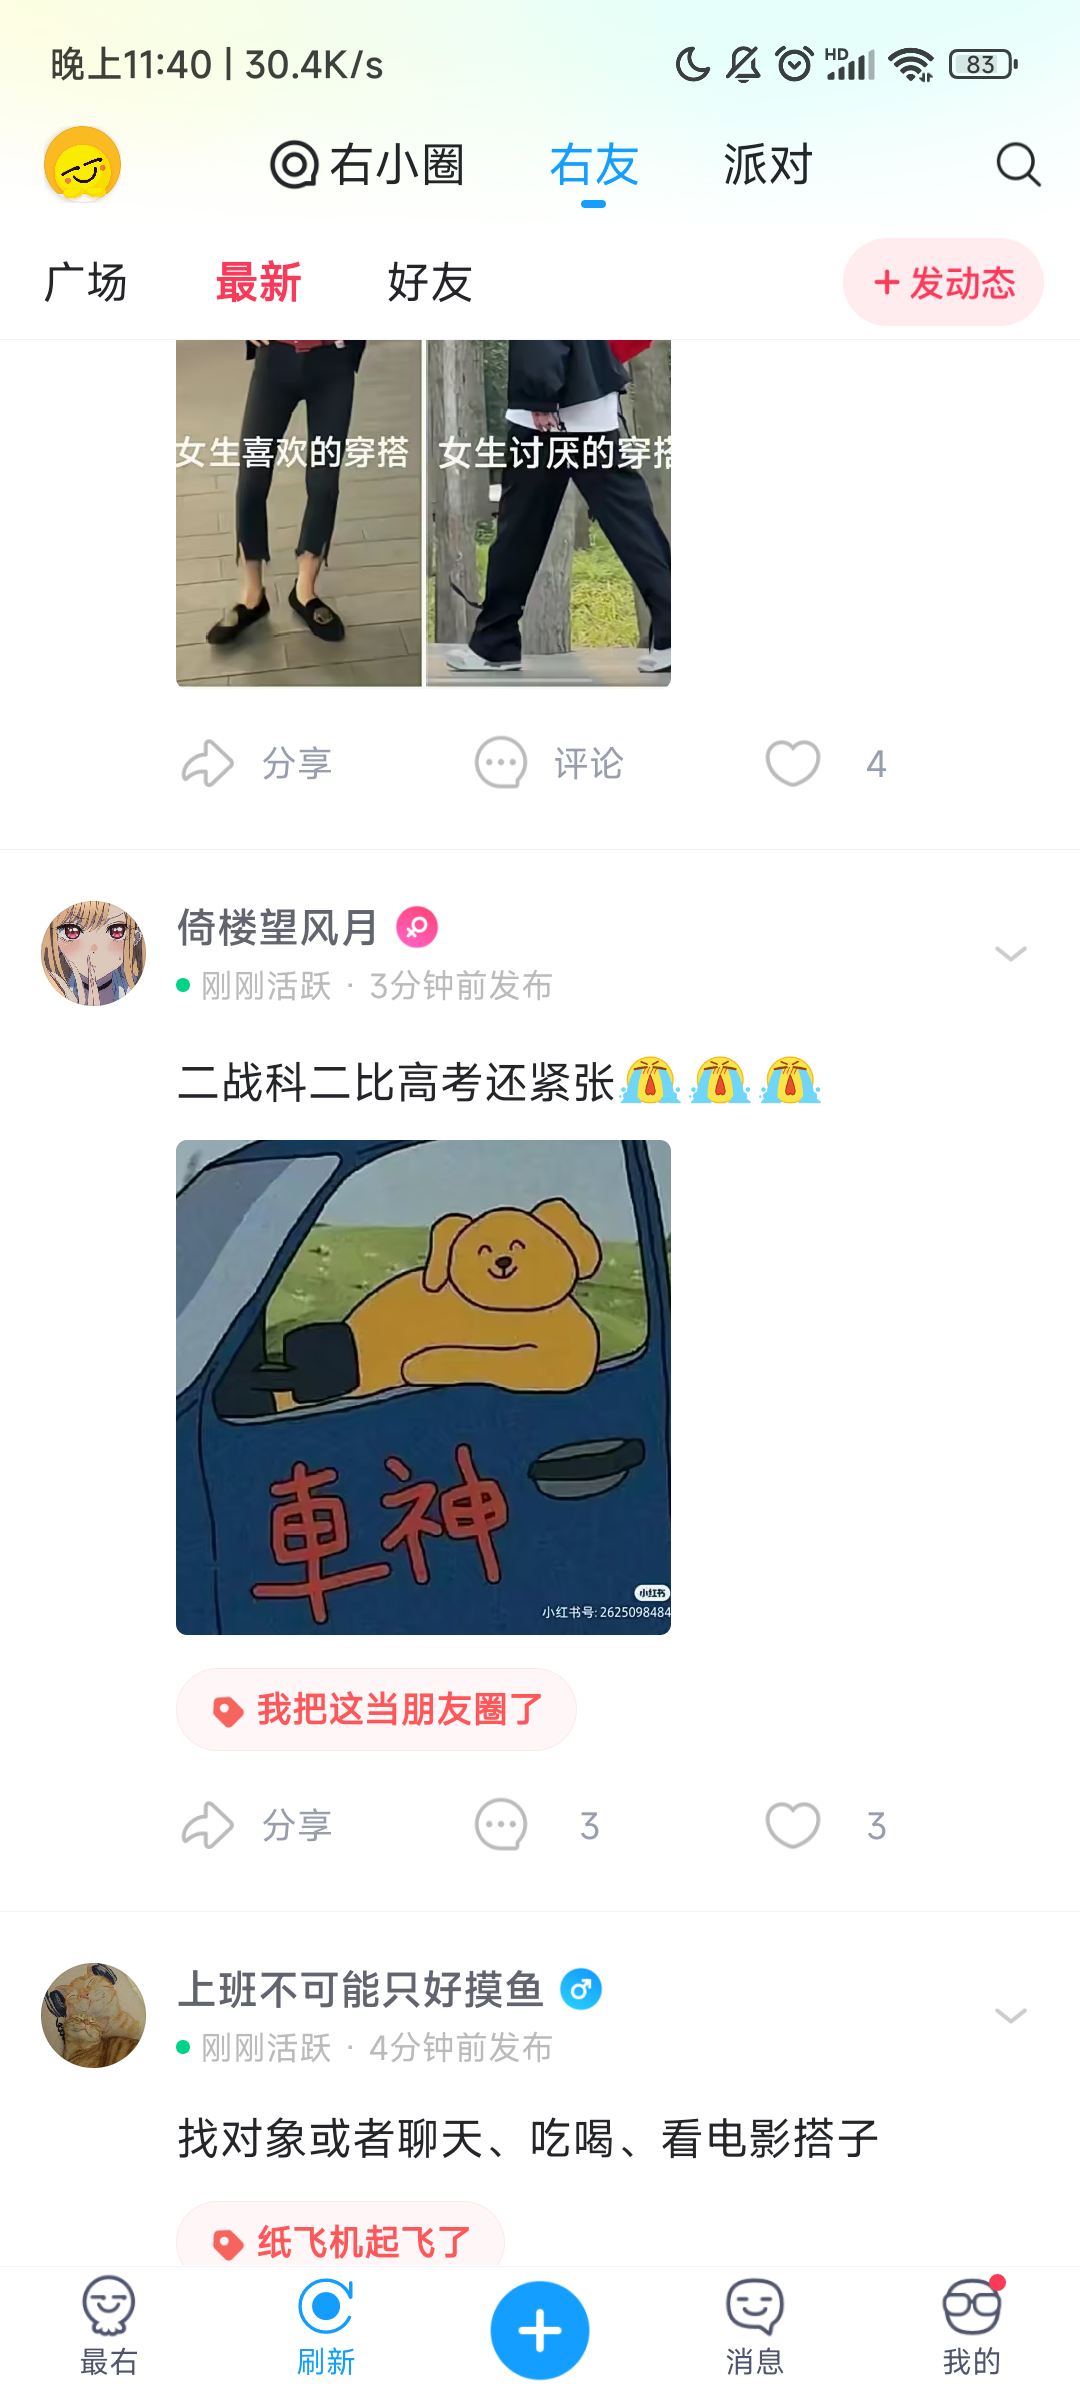 晚上11:40 | 30.4K/s
HD
83
右小圈
右友
派对
广场
最新
好友
+ 发动态
女生喜欢的穿搭
女生讨厌的穿搭
分享
评论
4
倚楼望风月
刚刚活跃 · 3分钟前发布
二战科二比高考还紧张😭😭😭
車神
小红书
小红书号: 2625098484
我把这当朋友圈了
分享
3
3
上班不可能只好摸鱼
刚刚活跃 · 4分钟前发布
找对象或者聊天、吃喝、看电影搭子
纸飞机起飞了
最右
刷新
消息
我的